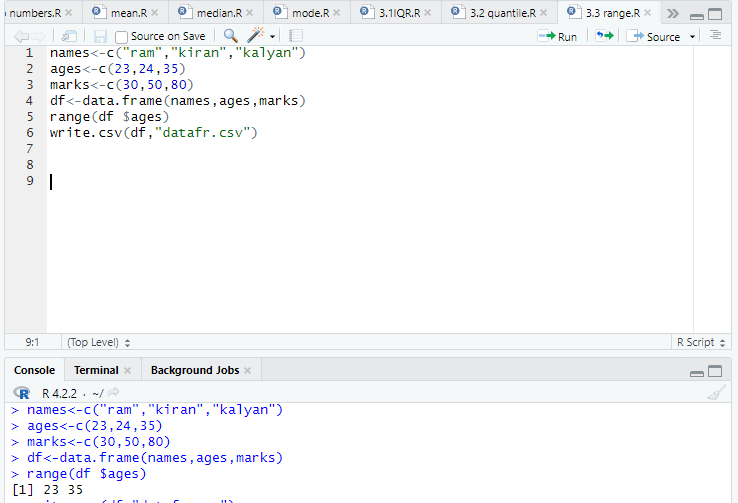 numbers.R mean.R median.R mode.R 3.1IQR.R 3.2 quantile.R 3.3 range.R
Source on Save Run Source
1 names<-c("ram","kiran","kalyan")
2 ages<-c(23,24,35)
3 marks<-c(30,50,80)
4 df<-data.frame(names,ages,marks)
5 range(df $ages)
6 write.csv(df,"datafr.csv")
7
8
9
9:1 (Top Level) R Script
Console Terminal Background Jobs
R 4.2.2 · ~/
> names<-c("ram","kiran","kalyan")
> ages<-c(23,24,35)
> marks<-c(30,50,80)
> df<-data.frame(names,ages,marks)
> range(df $ages)
[1] 23 35